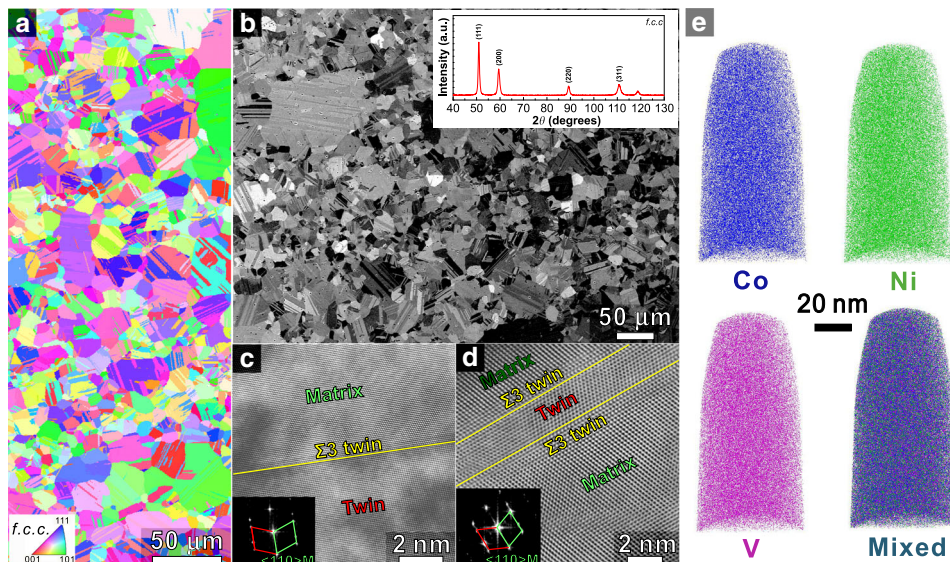 a
f.c.c.
111
001 101
50 µm
b
f.c.c
Intensity (a.u.)
(111)
(200)
(220)
(311)
40 50 60 70 80 90 100 110 120 130
2θ (degrees)
50 µm
c
Matrix
Σ3 twin
Twin
<110>M
2 nm
d
Matrix
Σ3 twin
Twin
Σ3 twin
Matrix
<110>M
2 nm
e
Co
Ni
20 nm
V
Mixed